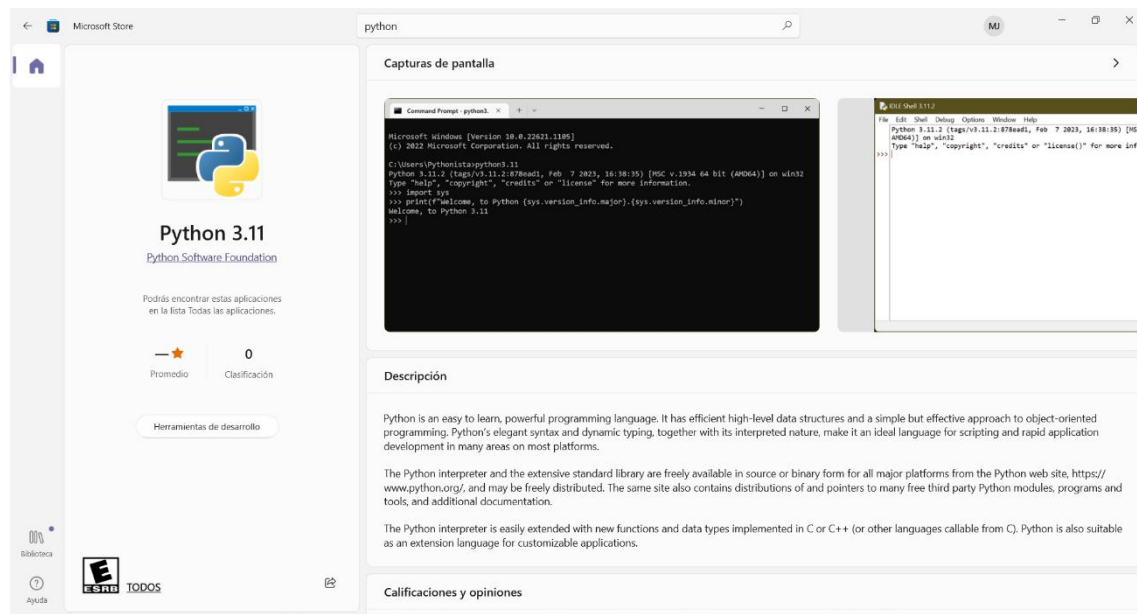 Microsoft Store
python
MJ
Python 3.11
Python Software Foundation
Podrás encontrar estas aplicaciones
en la lista Todas las aplicaciones.
Promedio
0
Clasificación
Herramientas de desarrollo
Biblioteca
Ayuda
ESRB
TODOS
Capturas de pantalla
Command Prompt - python3.
Microsoft Windows [Version 10.0.22621.1105]
(c) 2022 Microsoft Corporation. All rights reserved.
C:\Users\Pythonista>python3.11
Python 3.11.2 (tags/v3.11.2:878ead1, Feb 7 2023, 16:38:35) [MSC v.1934 64 bit (AMD64)] on win32
Type "help", "copyright", "credits" or "license" for more information.
>>> import sys
>>> print(f"Welcome, to Python {sys.version_info.major}.{sys.version_info.minor}")
Welcome, to Python 3.11
>>>
IDLE Shell 3.11.2
File Edit Shell Debug Options Window Help
Python 3.11.2 (tags/v3.11.2:878ead1, Feb 7 2023, 16:38:35) [MS
AMD64)] on win32
Type "help", "copyright", "credits" or "license()" for more inf
>>>
Descripción
Python is an easy to learn, powerful programming language. It has efficient high-level data structures and a simple but effective approach to object-oriented
programming. Python's elegant syntax and dynamic typing, together with its interpreted nature, make it an ideal language for scripting and rapid application
development in many areas on most platforms.
The Python interpreter and the extensive standard library are freely available in source or binary form for all major platforms from the Python web site, https://
www.python.org/, and may be freely distributed. The same site also contains distributions of and pointers to many free third party Python modules, programs and
tools, and additional documentation.
The Python interpreter is easily extended with new functions and data types implemented in C or C++ (or other languages callable from C). Python is also suitable
as an extension language for customizable applications.
Calificaciones y opiniones